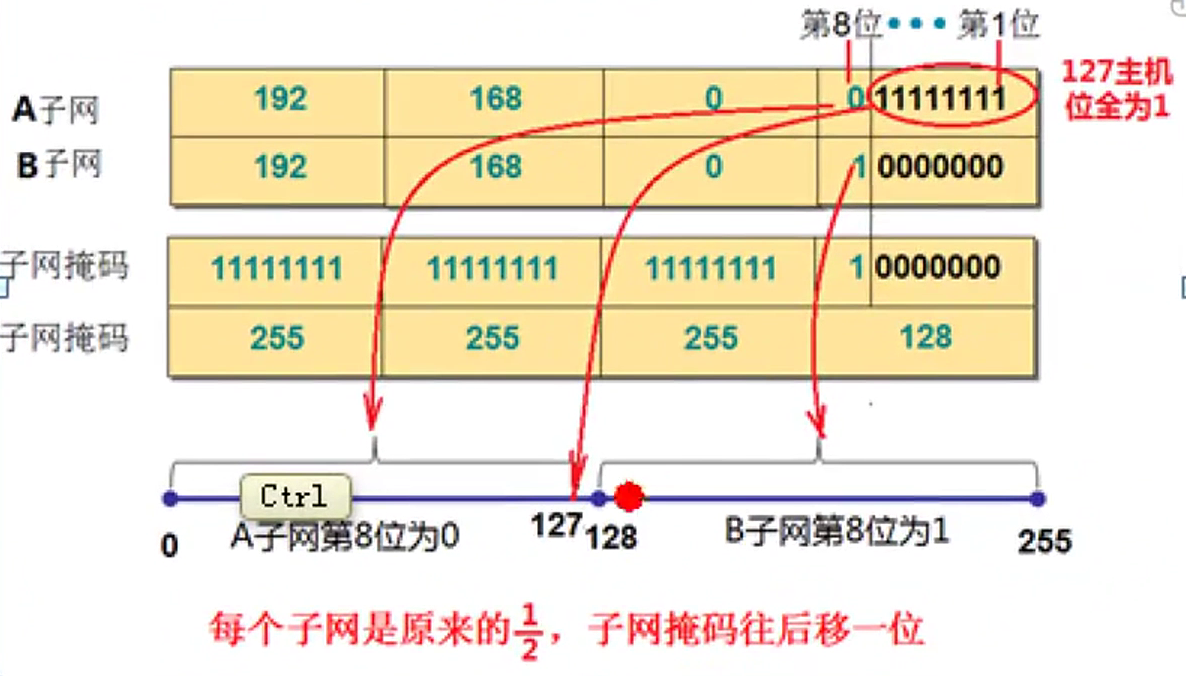 第8位●●●第1位
A子网 192 168 0 0 11111111
127主机
位全为1
B子网 192 168 0 1 0000000
子网掩码 11111111 11111111 11111111 1 0000000
子网掩码 255 255 255 128
Ctrl
0 A子网第8位为0 127 128 B子网第8位为1 255
每个子网是原来的1/2，子网掩码往后移一位